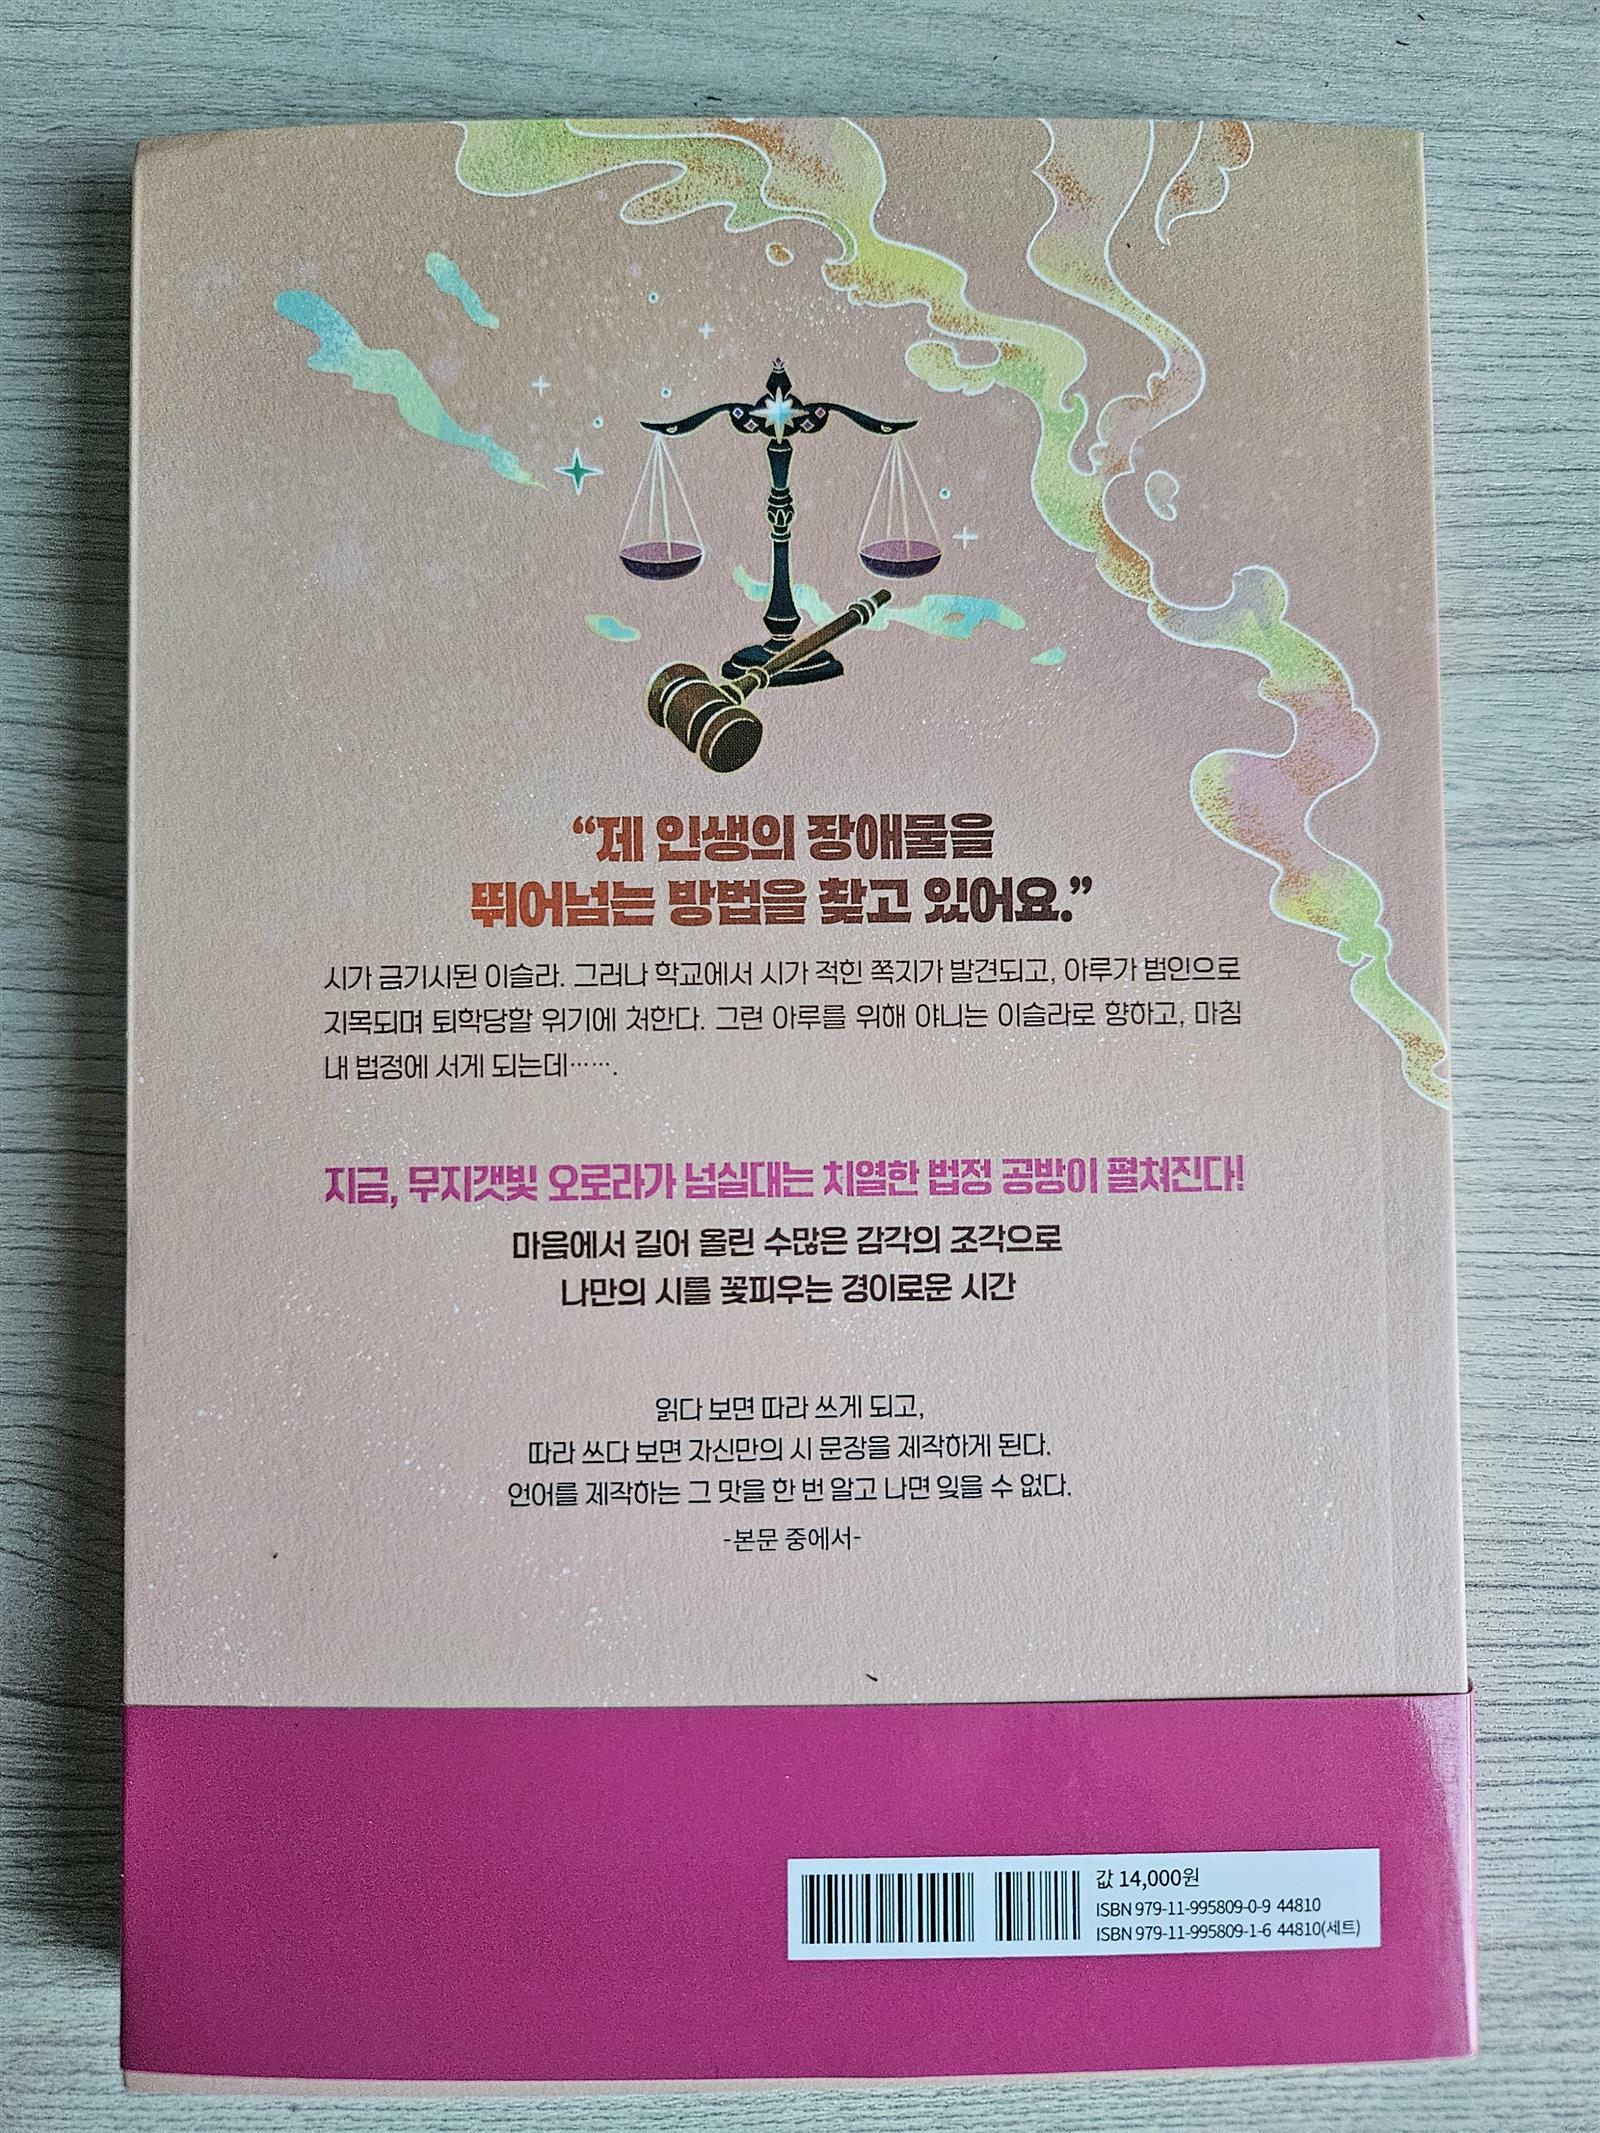 “제 인생의 장애물을
뛰어넘는 방법을 찾고 있어요.”
시가 금기시된 이슬라. 그러나 학교에서 시가 적힌 쪽지가 발견되고, 아루가 범인으로
지목되며 퇴학당할 위기에 처한다. 그런 아루를 위해 야니는 이슬라로 향하고, 마침
내 법정에 서게 되는데…….
지금, 무지갯빛 오로라가 넘실대는 치열한 법정 공방이 펼쳐진다!
마음에서 길어 올린 수많은 감각의 조각으로
나만의 시를 꽃피우는 경이로운 시간
읽다 보면 따라 쓰게 되고,
따라 쓰다 보면 자신만의 시 문장을 제작하게 된다.
언어를 제작하는 그 맛을 한 번 알고 나면 잊을 수 없다.
-본문 중에서-
값 14,000원
ISBN 979-11-995809-0-9 44810
ISBN 979-11-995809-1-6 44810(세트)